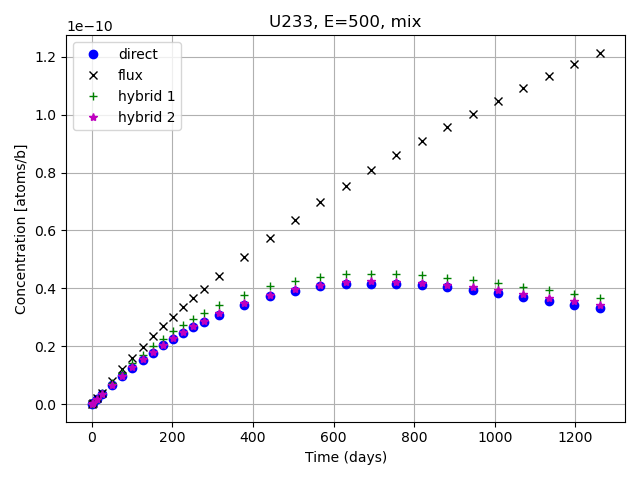 U233, E=500, mix
1e−10
direct
flux
hybrid 1
hybrid 2
1.2
1.0
0.8
0.6
0.4
0.2
0.0
Concentration [atoms/b]
0 200 400 600 800 1000 1200
Time (days)